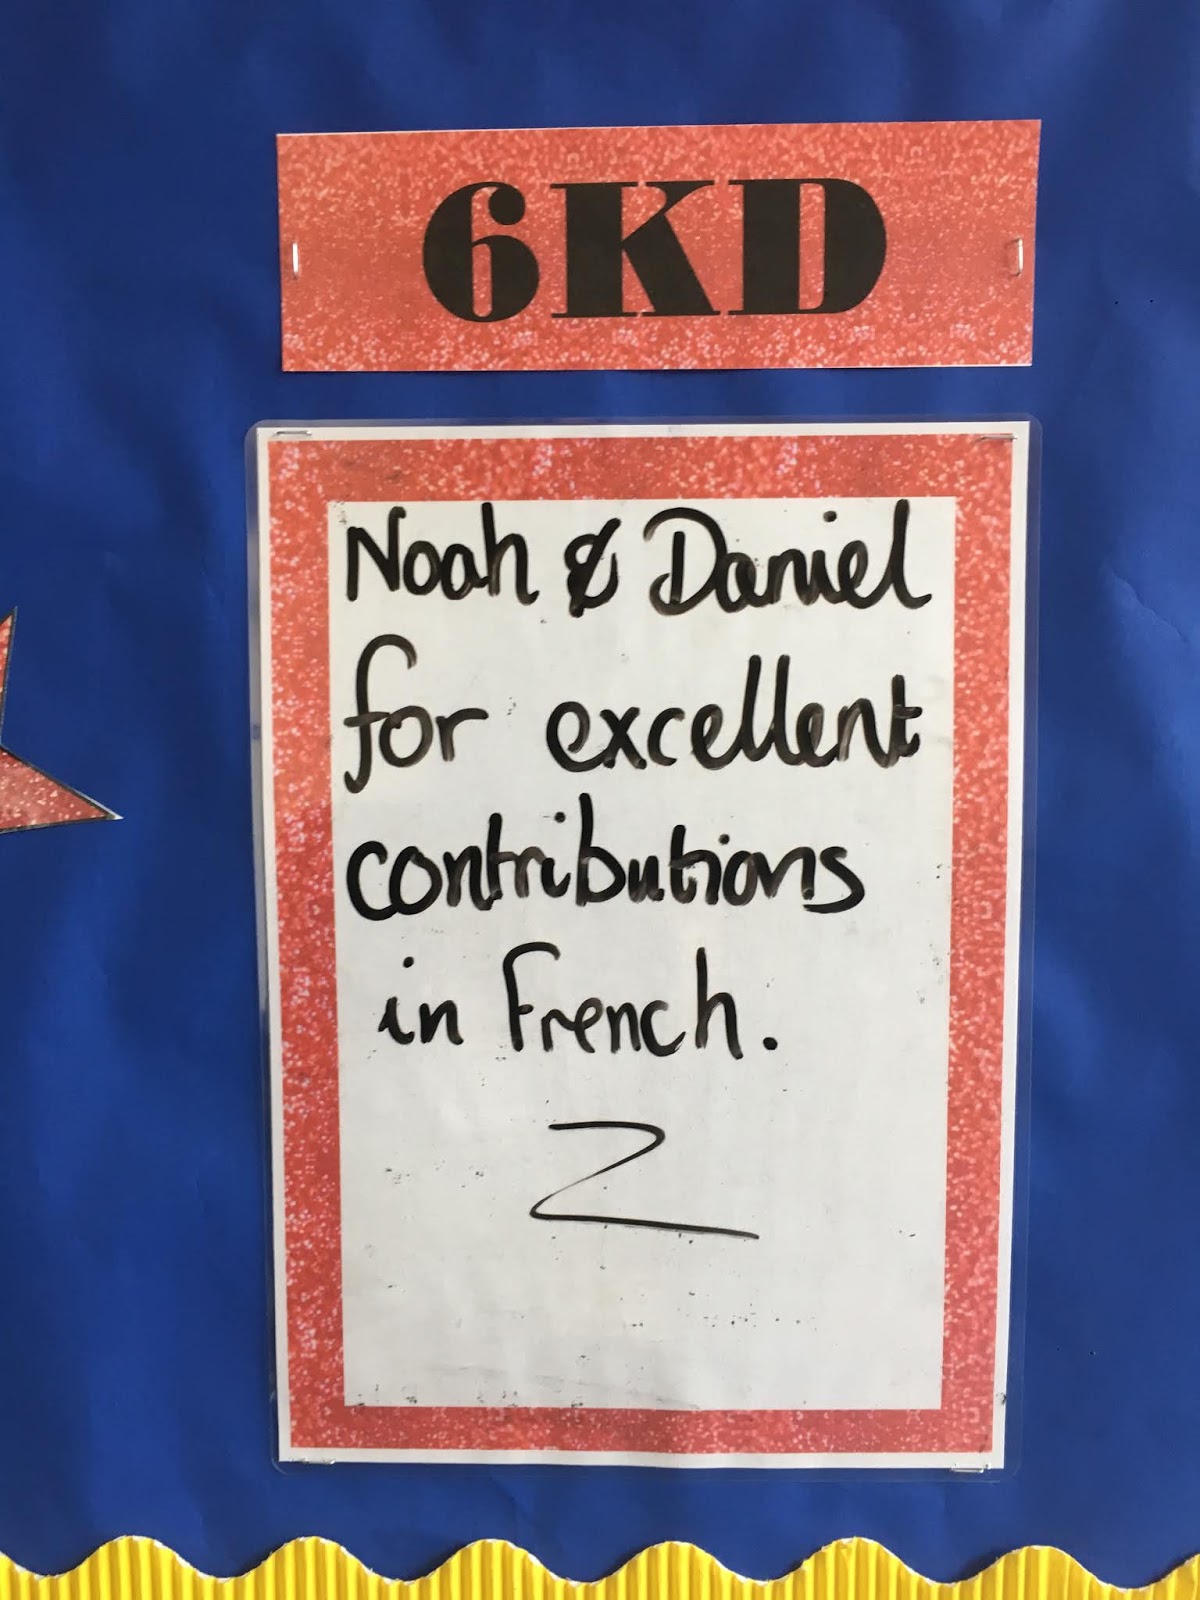 6KD
Noah & Daniel
for excellent
contributions
in French.